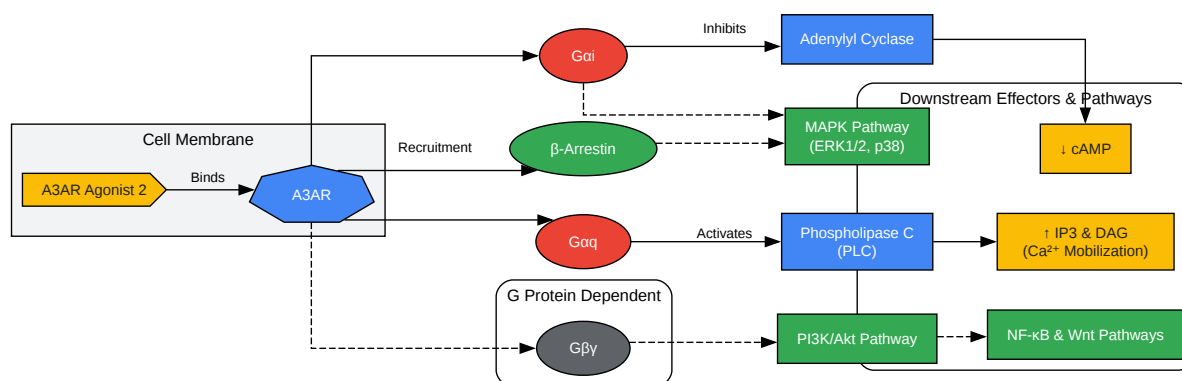 Inhibits
Gαi
Adenylyl Cyclase
Downstream Effectors & Pathways
Cell Membrane
MAPK Pathway
(ERK1/2, p38)
Recruitment
β-Arrestin
↓ cAMP
A3AR Agonist 2
Binds
A3AR
Gαq
Activates
Phospholipase C
(PLC)
↑ IP3 & DAG
(Ca²⁺ Mobilization)
G Protein Dependent
Gβγ
PI3K/Akt Pathway
NF-κB & Wnt Pathways